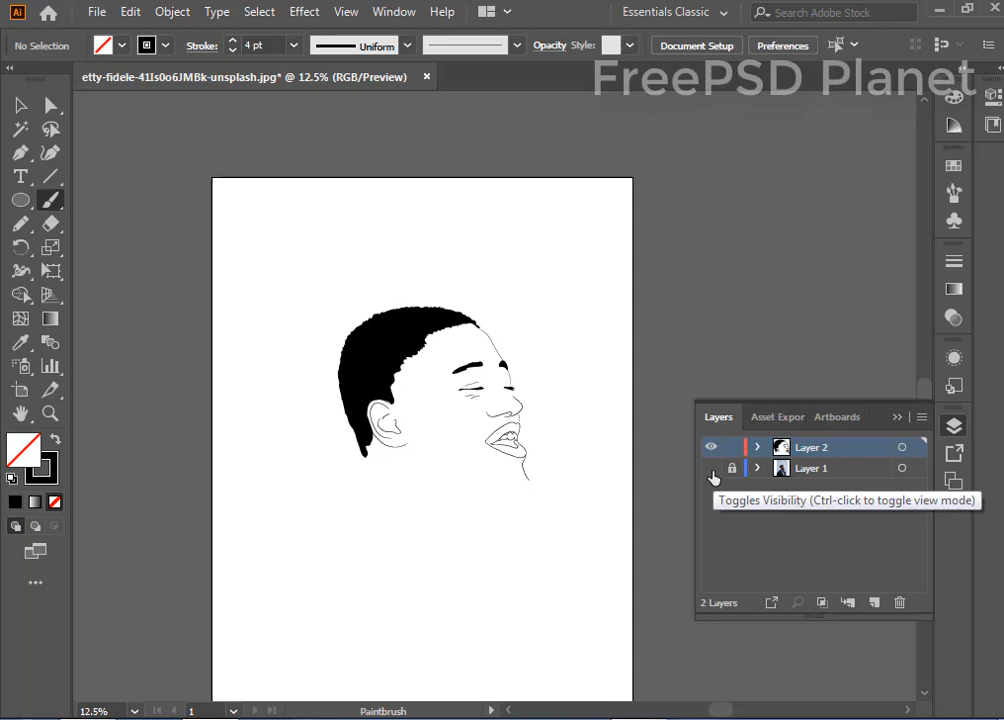 Ai File Edit Object Type Select Effect View Window Help Essentials Classic Search Adobe Stock
No Selection Stroke: 4 pt Uniform Opacity Style: Document Setup Preferences
etty-fidele-41Is0o6JMBk-unsplash.jpg* @ 12.5% (RGB/Preview)
FreePSD Planet
Layers Asset Expor Artboards
Layer 2
Layer 1
Toggles Visibility (Ctrl-click to toggle view mode)
2 Layers
12.5% 1 Paintbrush